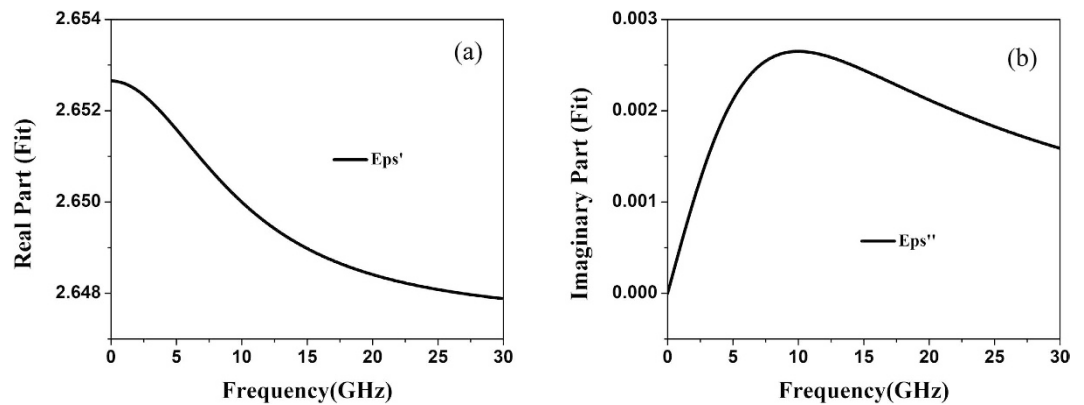 2.654
2.652
2.650
2.648
Real Part (Fit)
(a)
Eps'
0 5 10 15 20 25 30
Frequency(GHz)
0.003
0.002
0.001
0.000
Imaginary Part (Fit)
(b)
Eps''
0 5 10 15 20 25 30
Frequency(GHz)